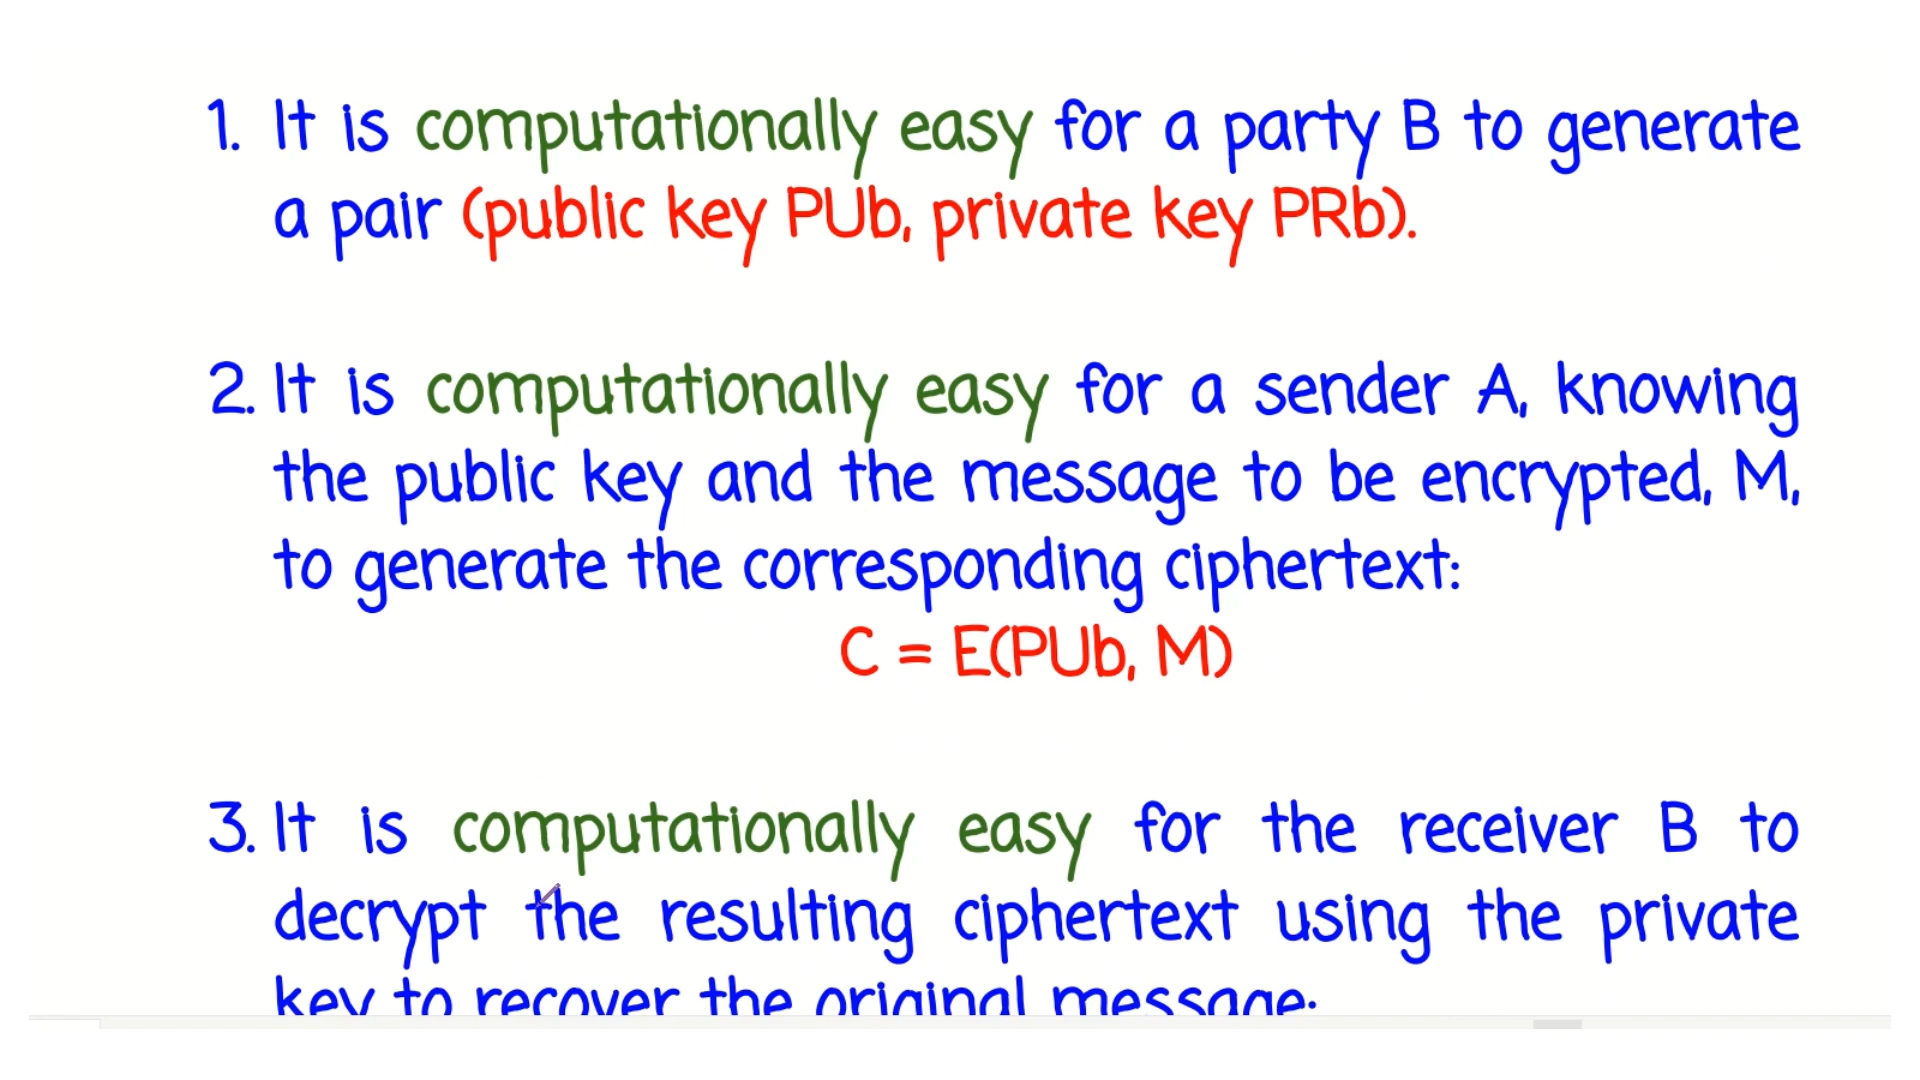 1. It is computationally easy for a party B to generate
a pair (public key PUb, private key PRb).
2. It is computationally easy for a sender A, knowing
the public key and the message to be encrypted, M,
to generate the corresponding ciphertext:
C = E(PUb, M)
3. It is computationally easy for the receiver B to
decrypt the resulting ciphertext using the private
key to recover the original message: